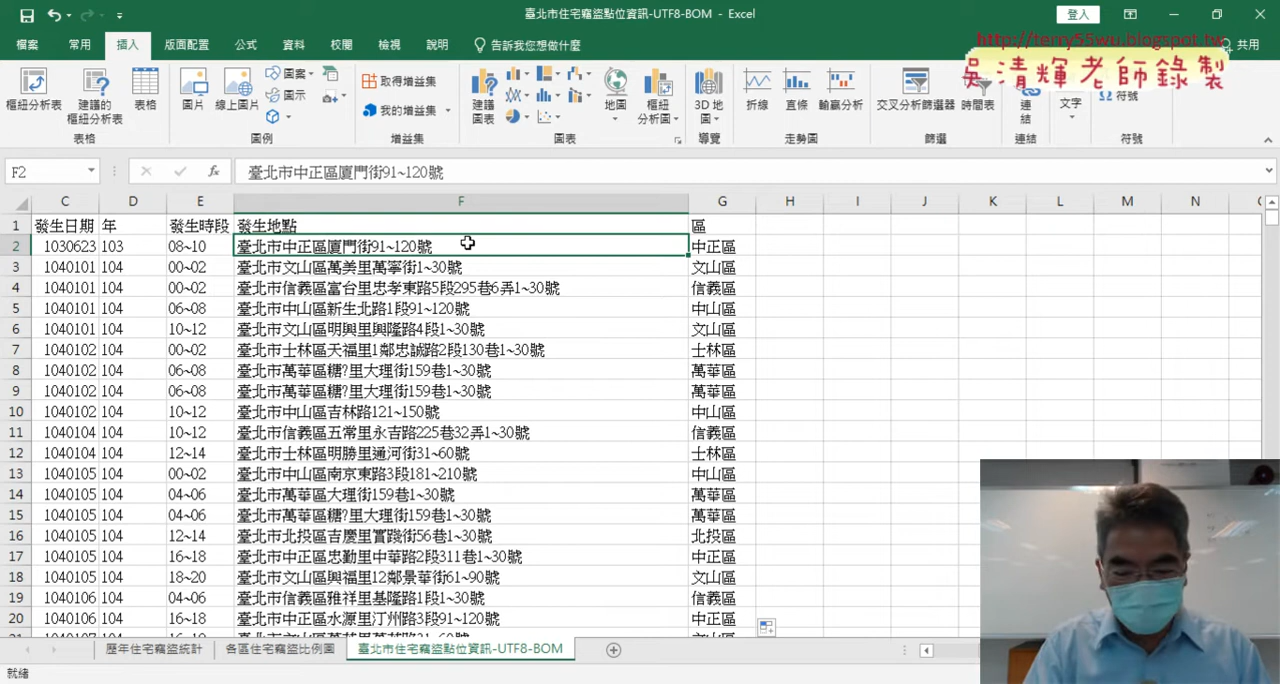 臺北市住宅竊盜點位資訊-UTF8-BOM - Excel
登入
檔案 常用 插入 版面配置 公式 資料 校閱 檢視 說明 告訴我您想做什麼 共用
http://terry55wu.blogspot.tw
吳清輝老師錄製
樞紐分析表 建議的樞紐分析表 表格 圖片 線上圖片 圖案 圖示 取得增益集 我的增益集 建議圖表 地圖 樞紐分析圖 3D 地圖 折線 直條 輸贏分析 交叉分析篩選器 時間表 連結 文字 符號
表格 圖例 增益集 圖表 導覽 走勢圖 篩選 連結 符號
F2 fx 臺北市中正區廈門街91~120號
C D E F G H I J K L M N
1 發生日期 年 發生時段 發生地點 區
2 1030623 103 08~10 臺北市中正區廈門街91~120號 中正區
3 1040101 104 00~02 臺北市文山區萬美里萬寧街1~30號 文山區
4 1040101 104 00~02 臺北市信義區富台里忠孝東路5段295巷6弄1~30號 信義區
5 1040101 104 06~08 臺北市中山區新生北路1段91~120號 中山區
6 1040101 104 10~12 臺北市文山區明興里興隆路4段1~30號 文山區
7 1040102 104 00~02 臺北市士林區天福里1鄰忠誠路2段130巷1~30號 士林區
8 1040102 104 06~08 臺北市萬華區糖?里大理街159巷1~30號 萬華區
9 1040102 104 06~08 臺北市萬華區糖?里大理街159巷1~30號 萬華區
10 1040102 104 10~12 臺北市中山區吉林路121~150號 中山區
11 1040104 104 10~12 臺北市信義區五常里永吉路225巷32弄1~30號 信義區
12 1040104 104 12~14 臺北市士林區明勝里通河街31~60號 士林區
13 1040105 104 00~02 臺北市中山區南京東路3段181~210號 中山區
14 1040105 104 04~06 臺北市萬華區大理街159巷1~30號 萬華區
15 1040105 104 04~06 臺北市萬華區糖?里大理街159巷1~30號 萬華區
16 1040105 104 12~14 臺北市北投區吉慶里實踐街56巷1~30號 北投區
17 1040105 104 16~18 臺北市中正區忠勤里中華路2段311巷1~30號 中正區
18 1040105 104 18~20 臺北市文山區興福里12鄰景華街61~90號 文山區
19 1040106 104 04~06 臺北市信義區雅祥里基隆路1段1~30號 信義區
20 1040106 104 16~18 臺北市中正區水源里汀州路3段91~120號 中正區
歷年住宅竊盜統計 各區住宅竊盜比例圖 臺北市住宅竊盜點位資訊-UTF8-BOM
就緒